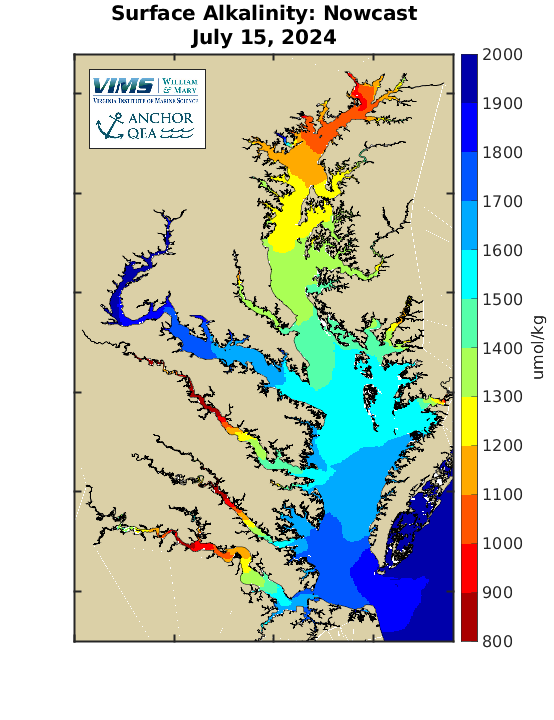 Surface Alkalinity: Nowcast
July 15, 2024
VIMS WILLIAM
& MARY
VIRGINIA INSTITUTE OF MARINE SCIENCE
ANCHOR
QEA
2000
1900
1800
1700
1600
1500
1400
1300
1200
1100
1000
900
800
umol/kg